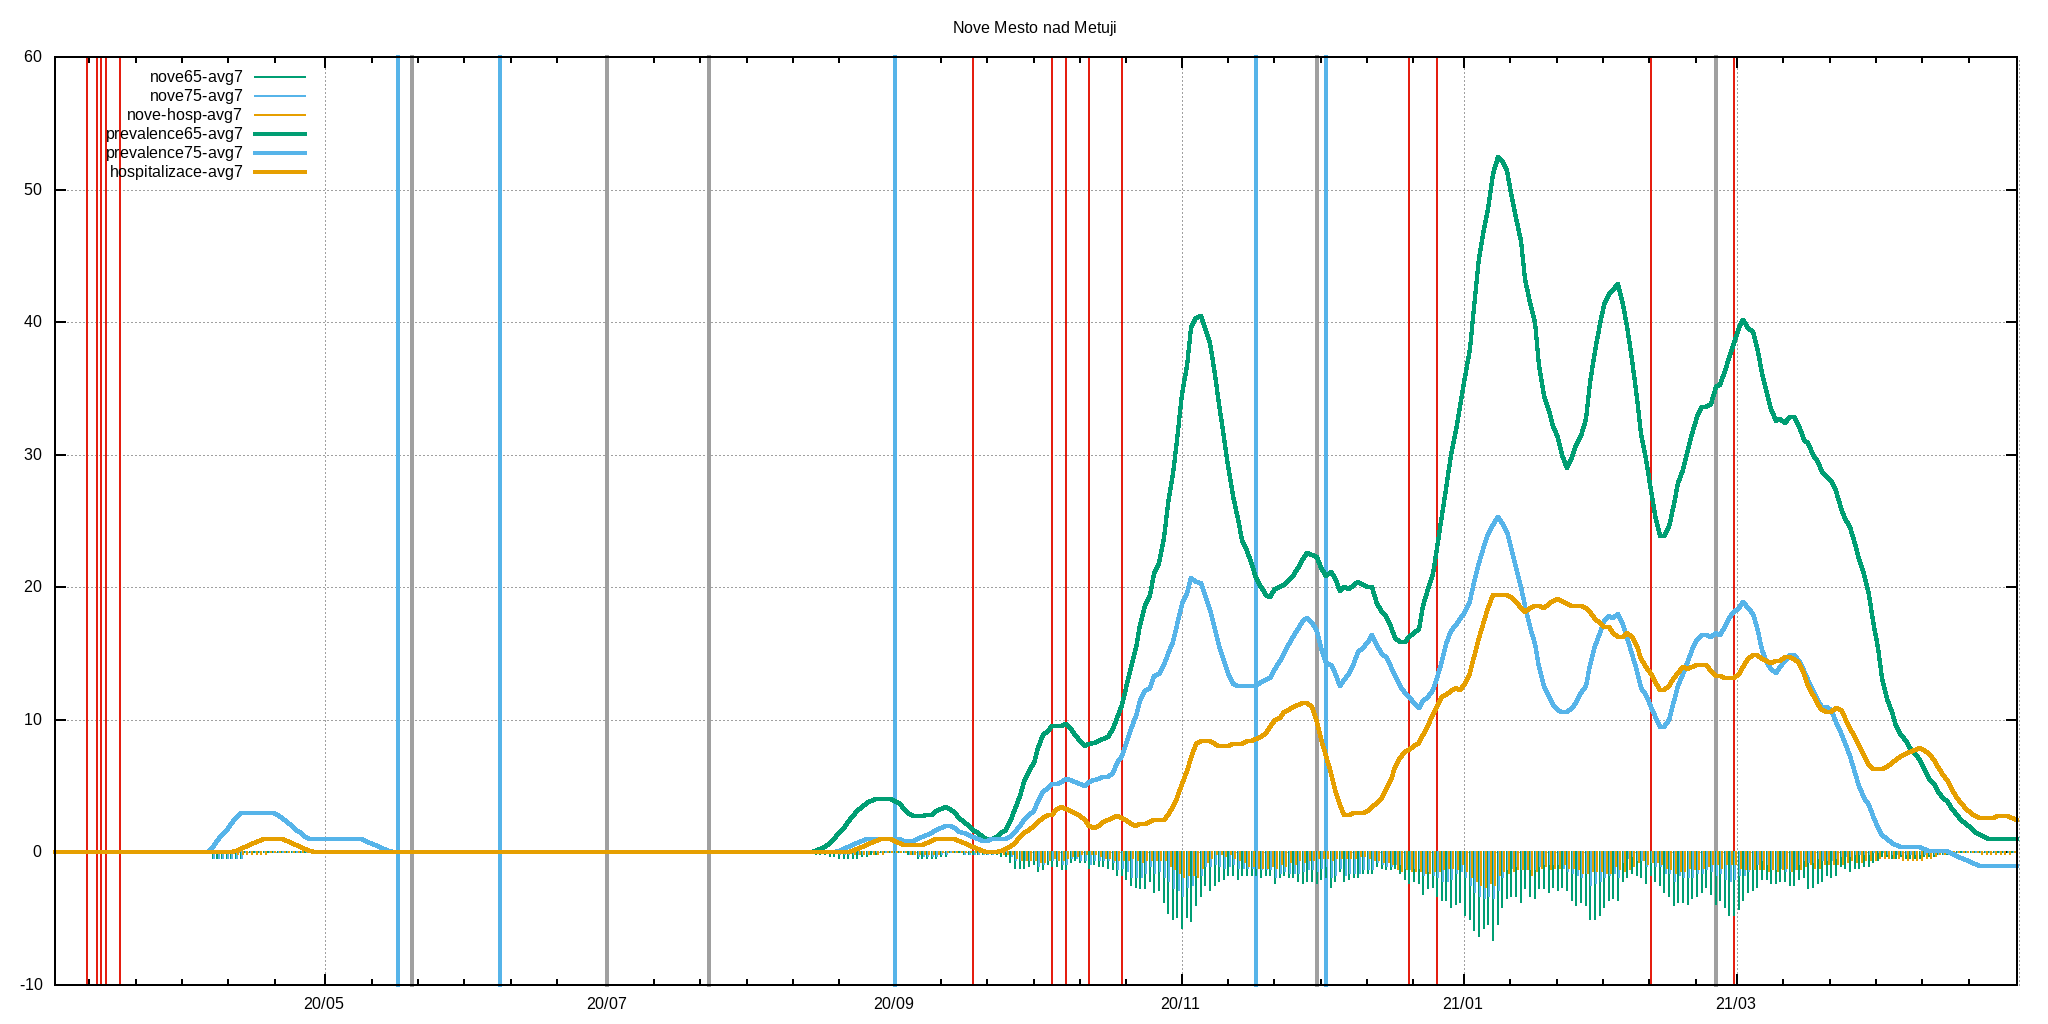 Nove Mesto nad Metuji
60
nove65-avg7
nove75-avg7
nove-hosp-avg7
prevalence65-avg7
prevalence75-avg7
hospitalizace-avg7
50
40
30
20
10
0
-10
20/05 20/07 20/09 20/11 21/01 21/03